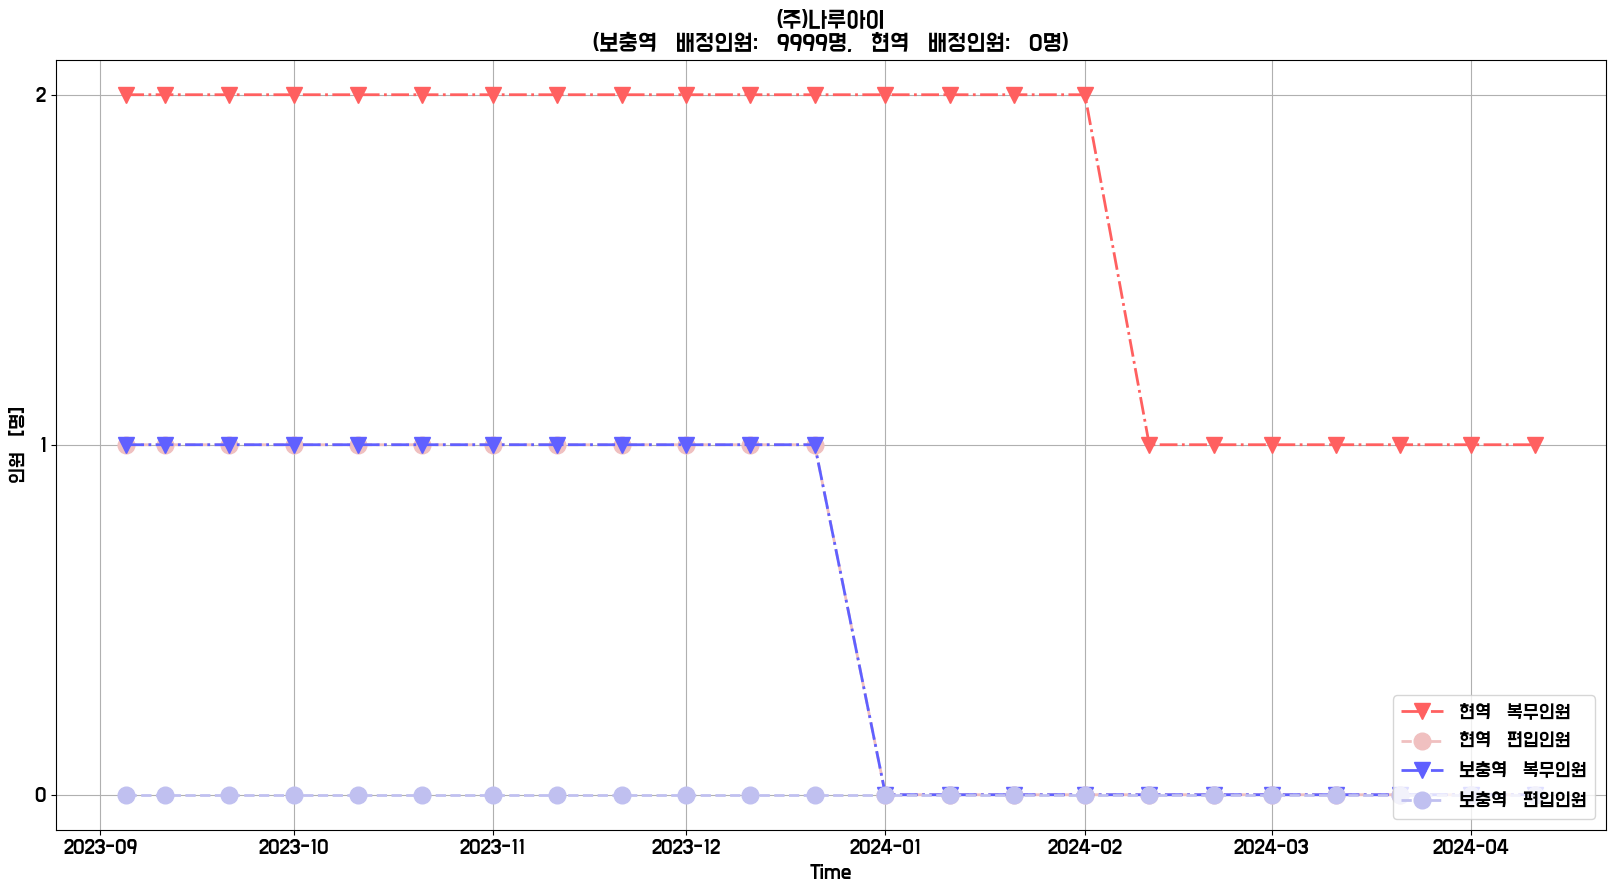 (주)나루아이
(보충역 배정인원: 9999명, 현역 배정인원: 0명)
인원 [명]
2
1
0
현역 복무인원
현역 편입인원
보충역 복무인원
보충역 편입인원
2023-09 2023-10 2023-11 2023-12 2024-01 2024-02 2024-03 2024-04
Time